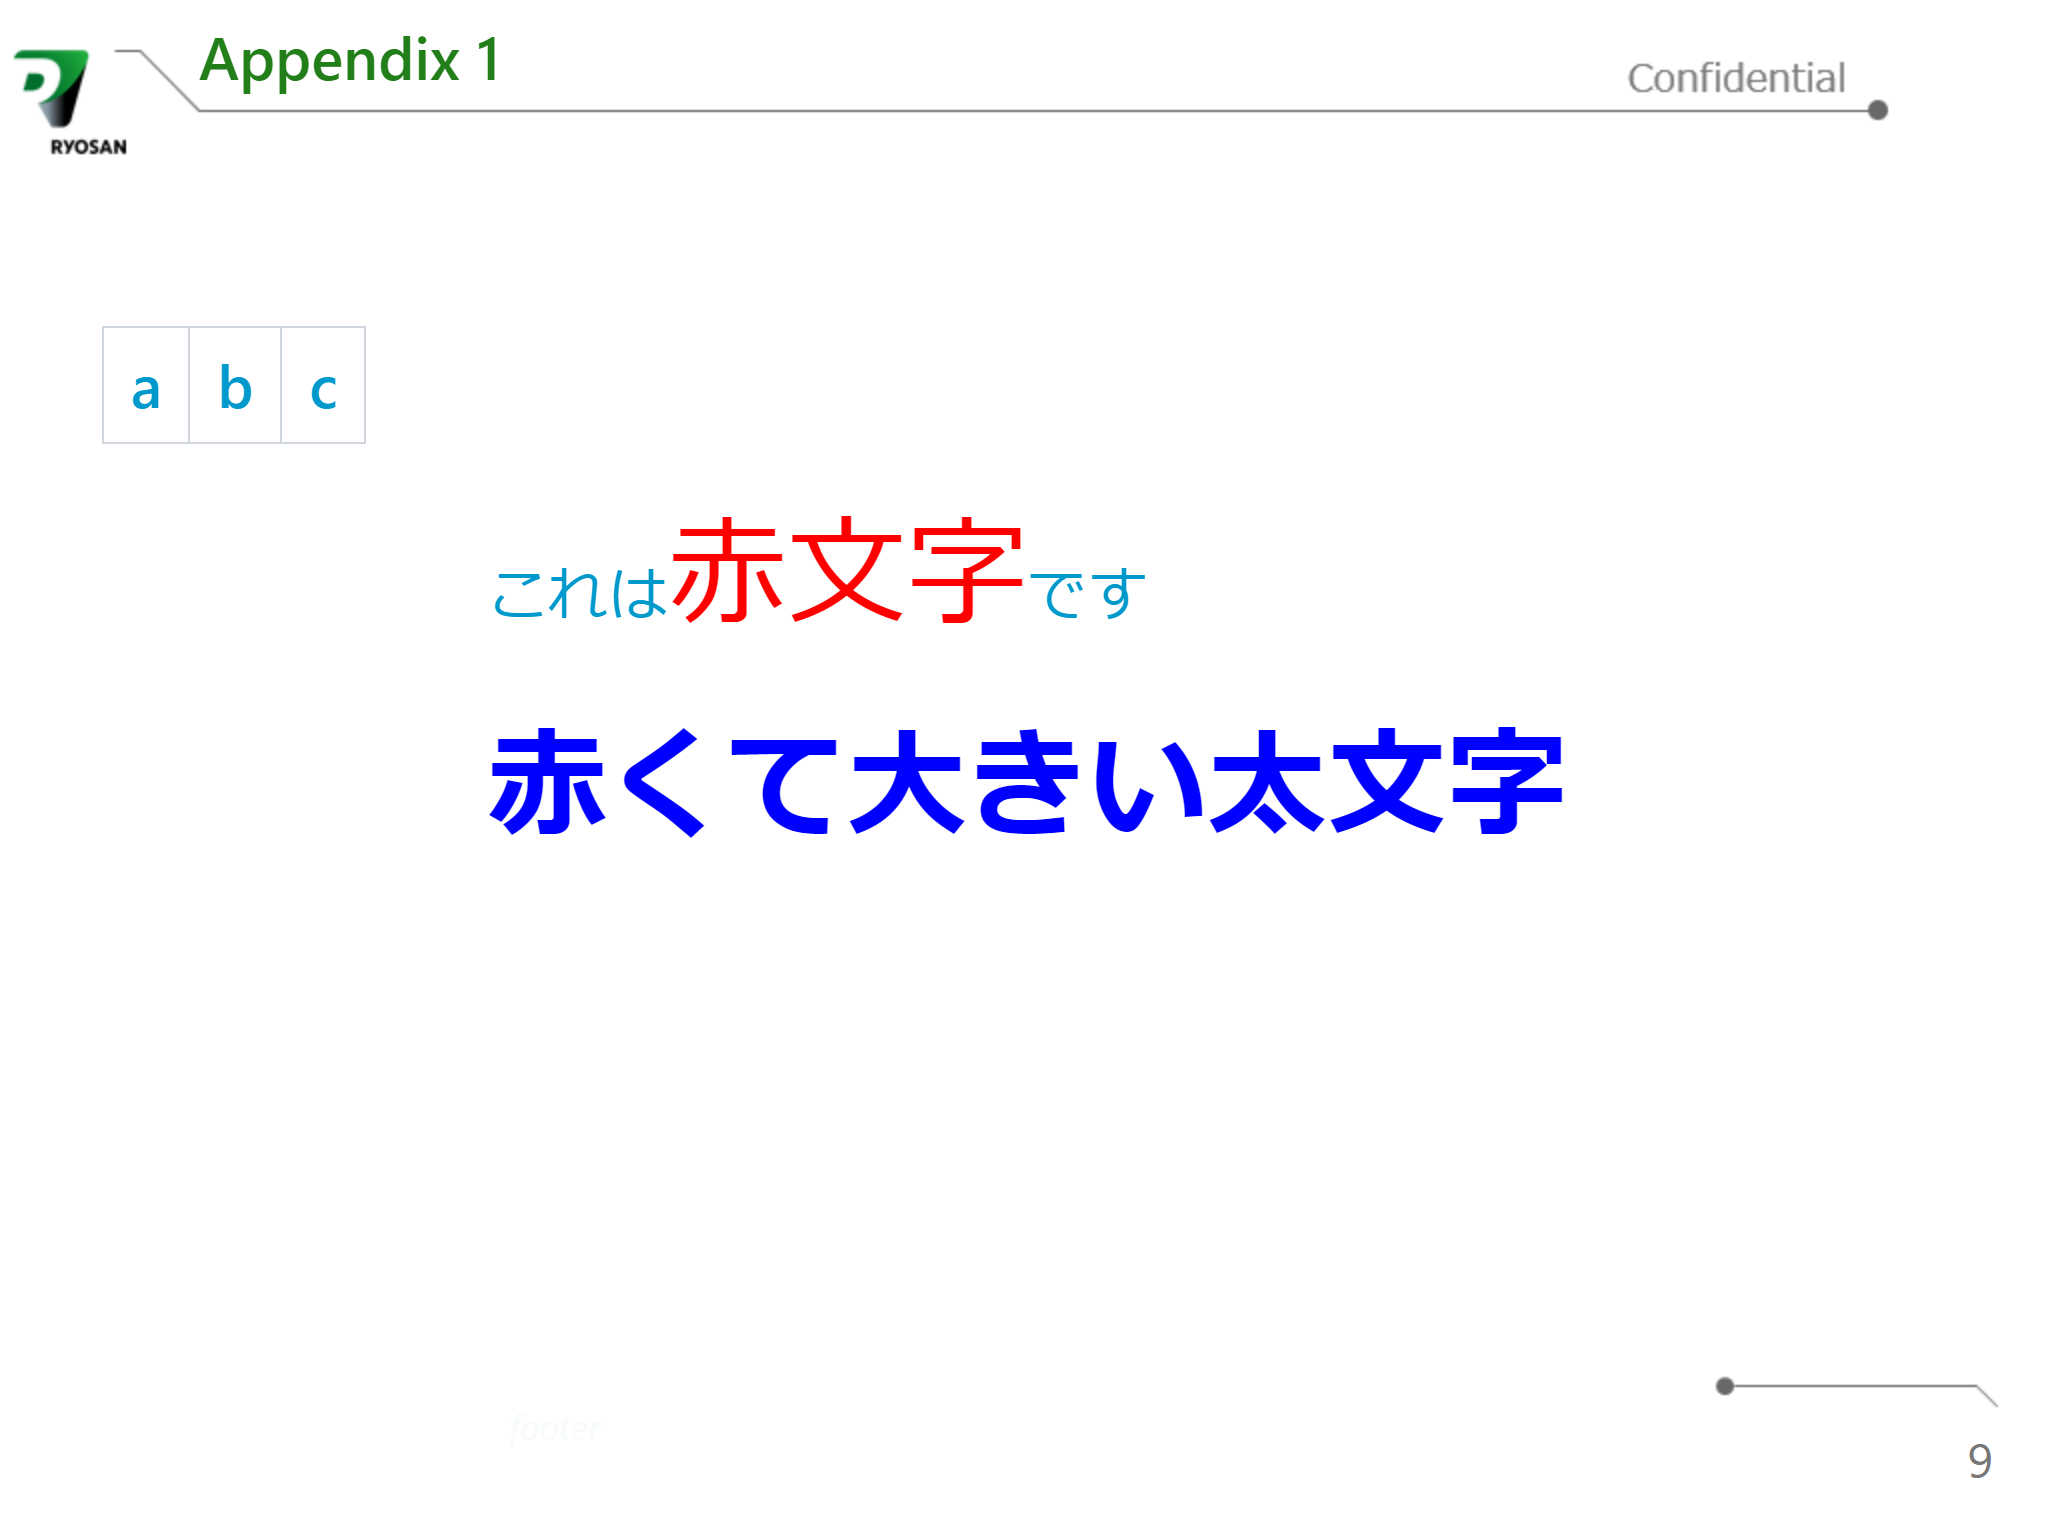 Appendix 1
Confidential
RYOSAN
a b c
これは赤文字です
赤くて大きい太文字
footer
9